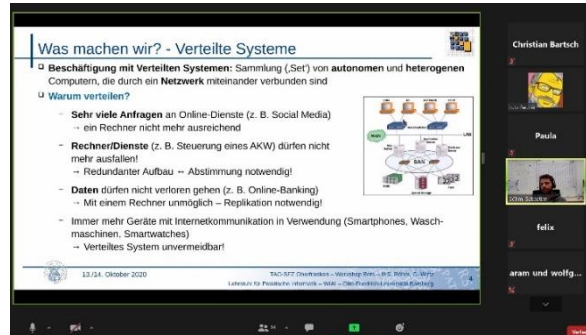 Was machen wir? - Verteilte Systeme
Beschäftigung mit Verteilten Systemen: Sammlung (‚Set') von autonomen und heterogenen
Computern, die durch ein Netzwerk miteinander verbunden sind
Warum verteilen?
– Sehr viele Anfragen an Online-Dienste (z. B. Social Media)
→ ein Rechner nicht mehr ausreichend
– Rechner/Dienste (z. B. Steuerung eines AKW) dürfen nicht
mehr ausfallen!
→ Redundanter Aufbau ↔ Abstimmung notwendig!
– Daten dürfen nicht verloren gehen (z. B. Online-Banking)
→ Mit einem Rechner unmöglich – Replikation notwendig!
– Immer mehr Geräte mit Internetkommunikation in Verwendung (Smartphones, Wasch-
maschinen, Smartwatches)
→ Verteiltes System unvermeidbar!
LAN
SAN
13./14. Oktober 2020
4
Christian Bartsch
Paula
felix
aram und wolfg...